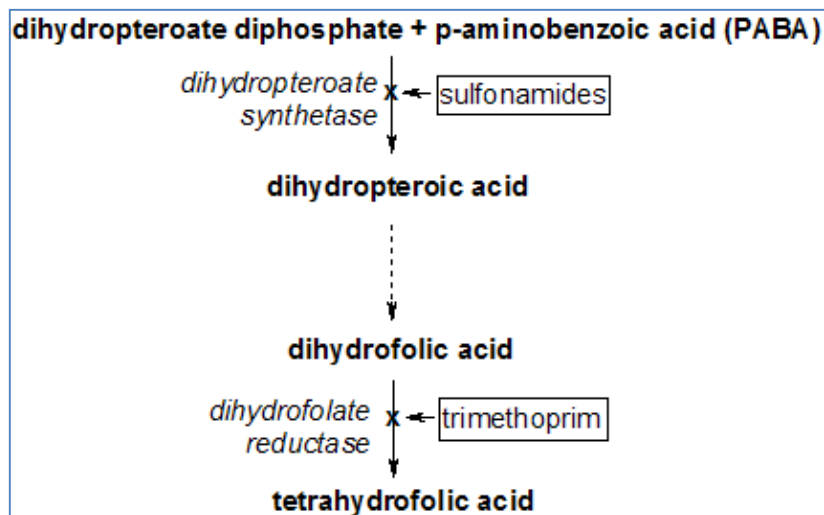 dihydropteroate diphosphate + p-aminobenzoic acid (PABA)
dihydropteroate
synthetase
x
sulfonamides
dihydropteroic acid
dihydrofolic acid
dihydrofolate
reductase
x
trimethoprim
tetrahydrofolic acid